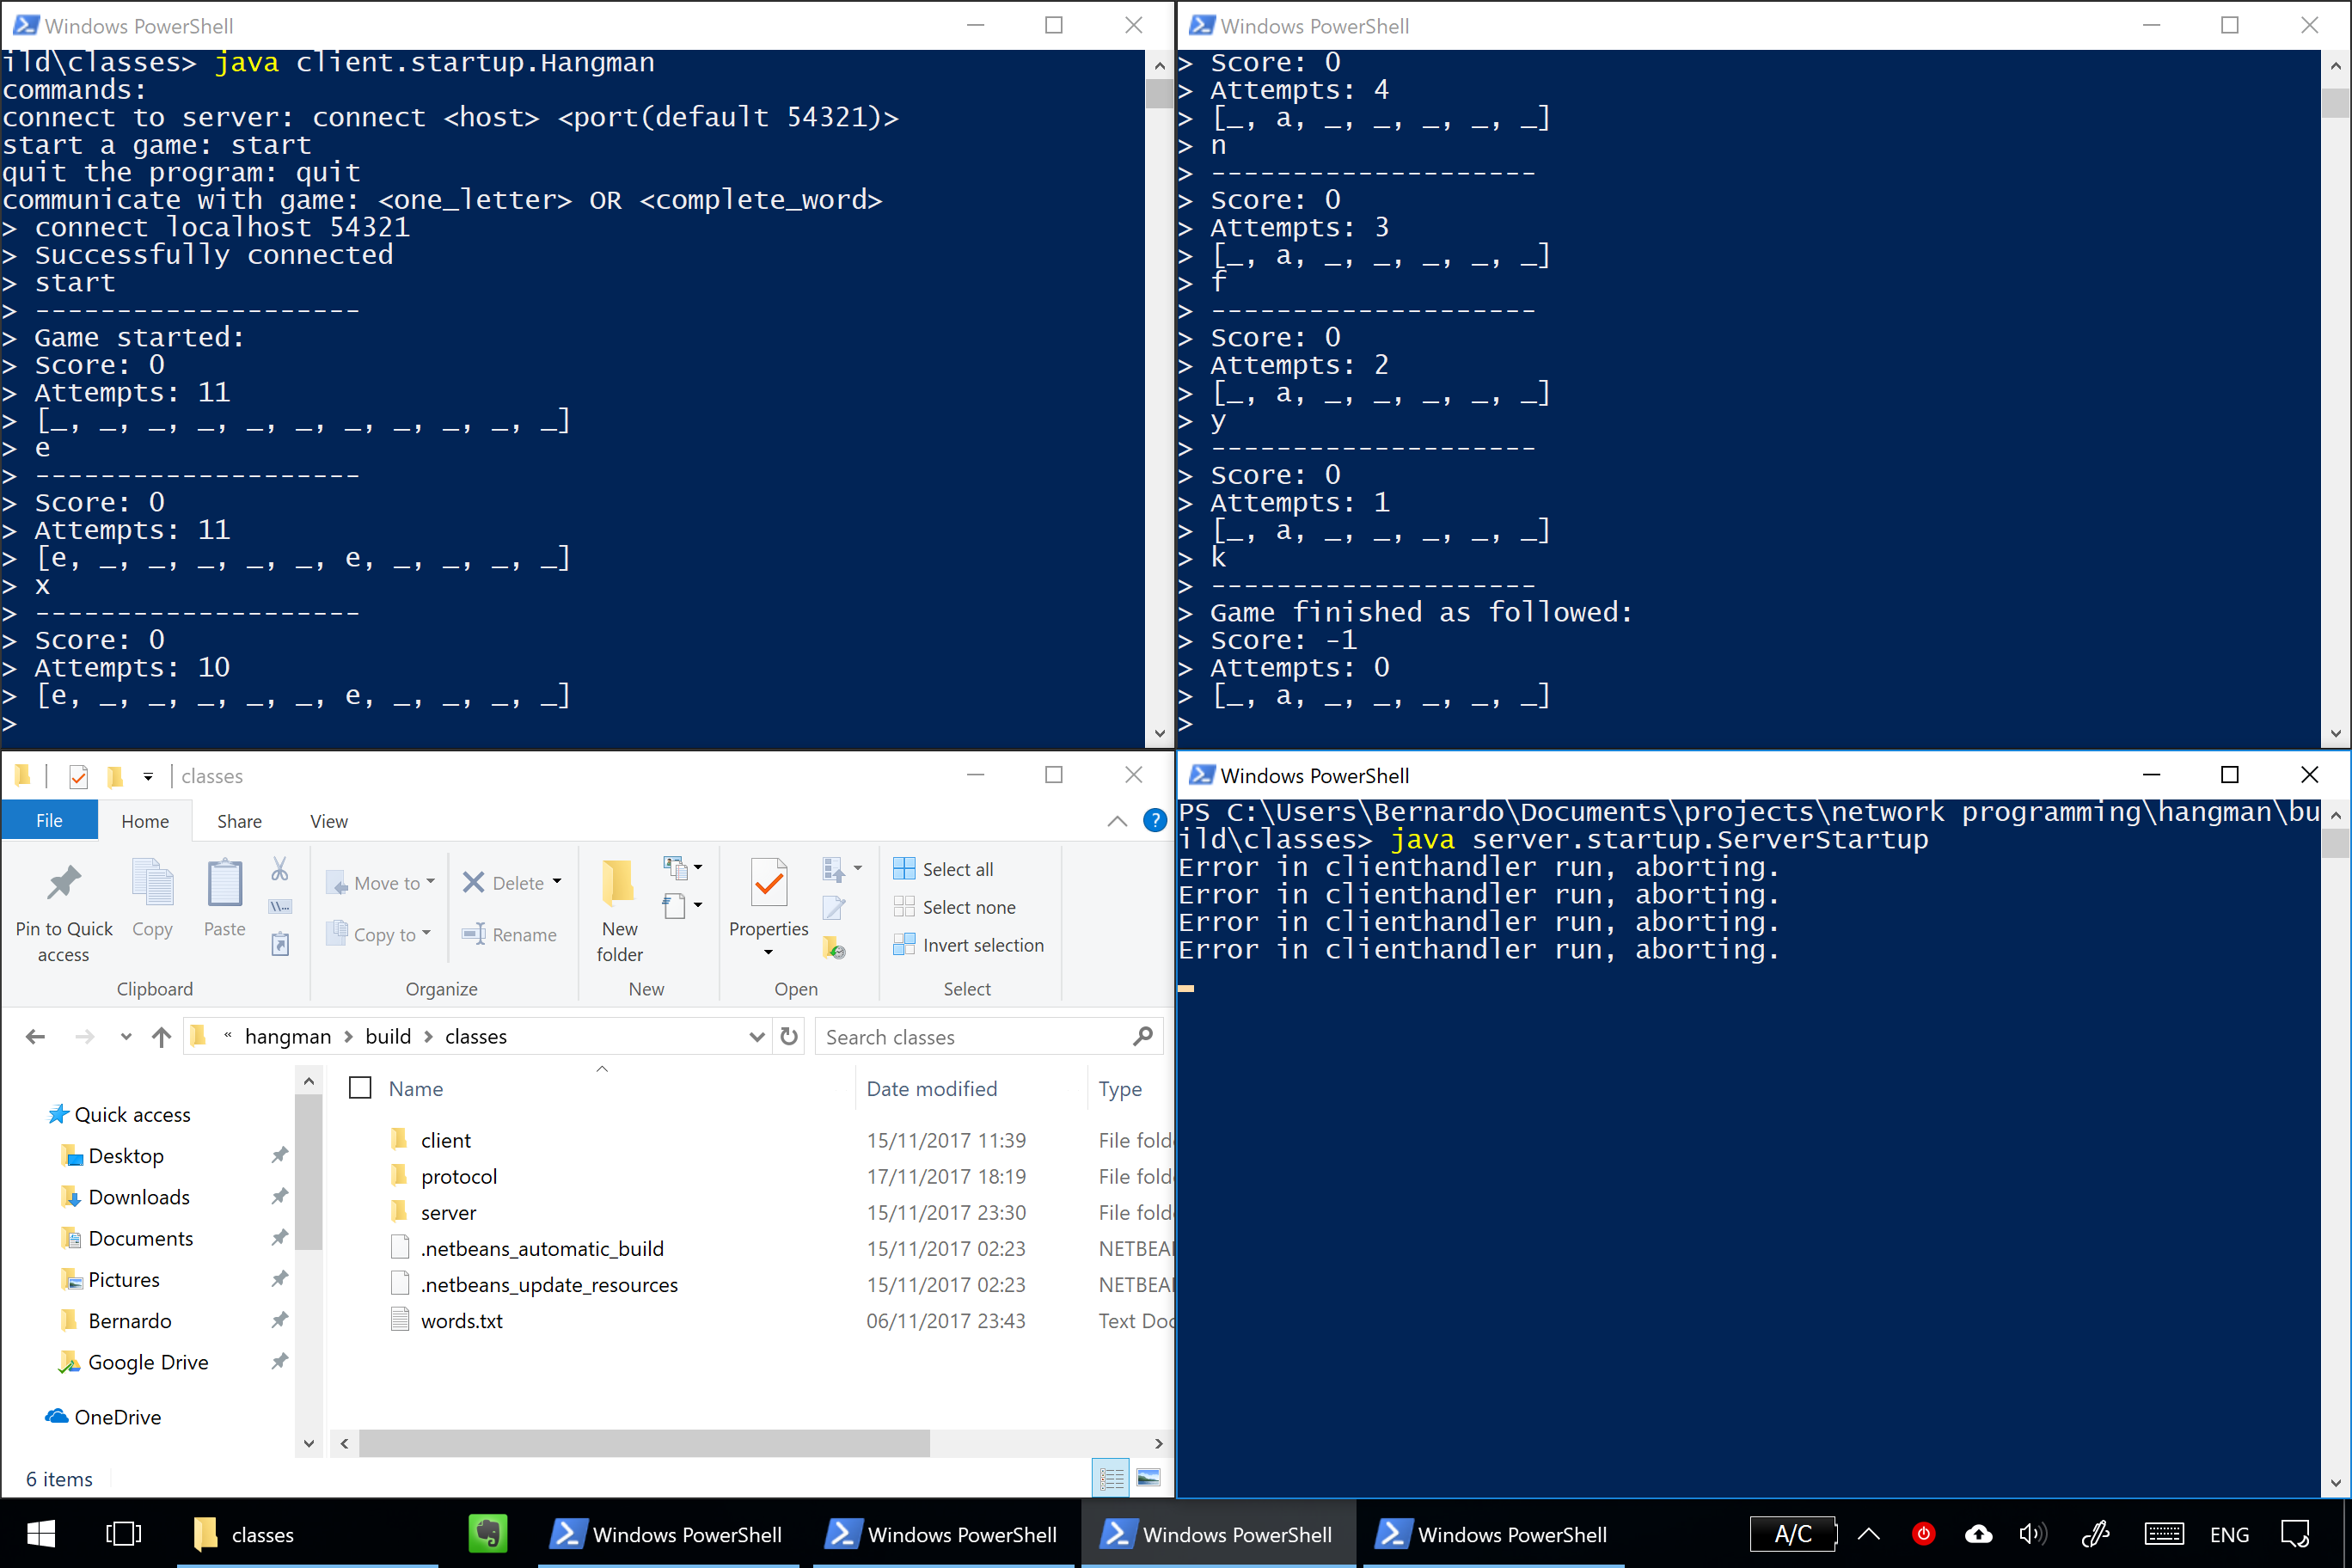 Windows PowerShell
ild\classes> java client.startup.Hangman
commands:
connect to server: connect <host> <port(default 54321)>
start a game: start
quit the program: quit
communicate with game: <one_letter> OR <complete_word>
> connect localhost 54321
> Successfully connected
> start
> --------------------
> Game started:
> Score: 0
> Attempts: 11
> [_, _, _, _, _, _, _, _, _, _, _]
> e
> --------------------
> Score: 0
> Attempts: 11
> [e, _, _, _, _, _, e, _, _, _, _]
> x
> --------------------
> Score: 0
> Attempts: 10
> [e, _, _, _, _, _, e, _, _, _, _]
>
Windows PowerShell
> Score: 0
> Attempts: 4
> [_, a, _, _, _, _, _]
> n
> --------------------
> Score: 0
> Attempts: 3
> [_, a, _, _, _, _, _]
> f
> --------------------
> Score: 0
> Attempts: 2
> [_, a, _, _, _, _, _]
> y
> --------------------
> Score: 0
> Attempts: 1
> [_, a, _, _, _, _, _]
> k
> --------------------
> Game finished as followed:
> Score: -1
> Attempts: 0
> [_, a, _, _, _, _, _]
>
classes
File Home Share View
Pin to Quick access
Copy
Paste
Move to
Copy to
Delete
Rename
New folder
Properties
Select all
Select none
Invert selection
Clipboard Organize New Open Select
« hangman > build > classes
Search classes
Quick access
Desktop
Downloads
Documents
Pictures
Bernardo
Google Drive
OneDrive
Name Date modified Type
client 15/11/2017 11:39 File fold
protocol 17/11/2017 18:19 File fold
server 15/11/2017 23:30 File fold
.netbeans_automatic_build 15/11/2017 02:23 NETBEA
.netbeans_update_resources 15/11/2017 02:23 NETBEA
words.txt 06/11/2017 23:43 Text Doc
6 items
Windows PowerShell
PS C:\Users\Bernardo\Documents\projects\network programming\hangman\bu
ild\classes> java server.startup.ServerStartup
Error in clienthandler run, aborting.
Error in clienthandler run, aborting.
Error in clienthandler run, aborting.
Error in clienthandler run, aborting.
classes Windows PowerShell Windows PowerShell Windows PowerShell Windows PowerShell A/C ENG